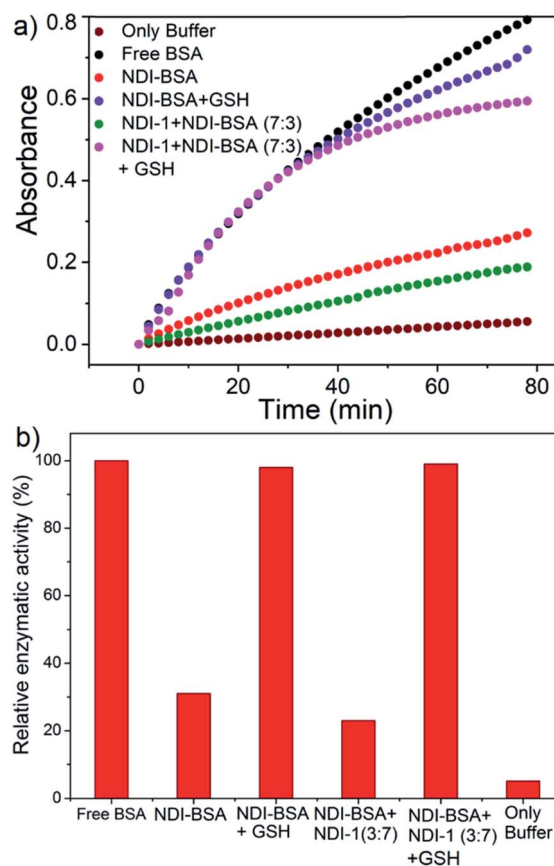 a)
0.8
0.6
0.4
0.2
0.0
Absorbance
Only Buffer
Free BSA
NDI-BSA
NDI-BSA+GSH
NDI-1+NDI-BSA (7:3)
NDI-1+NDI-BSA (7:3)
+ GSH
0
20
40
60
80
Time (min)
b)
100
80
60
40
20
0
Relative enzymatic activity (%)
Free BSA
NDI-BSA
NDI-BSA
+ GSH
NDI-BSA+
NDI-1(3:7)
NDI-BSA+
NDI-1 (3:7)
+GSH
Only
Buffer